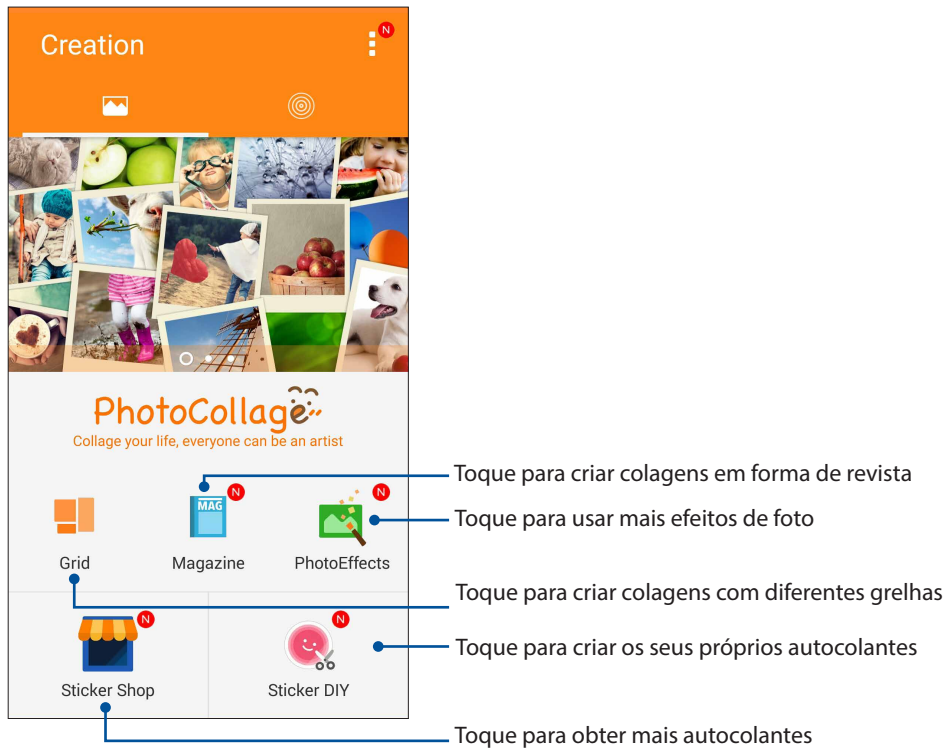 Creation
N
PhotoCollage
Collage your life, everyone can be an artist
MAG
N
N
Grid
Magazine
PhotoEffects
N
N
Sticker Shop
Sticker DIY
Toque para criar colagens em forma de revista
Toque para usar mais efeitos de foto
Toque para criar colagens com diferentes grelhas
Toque para criar os seus próprios autocolantes
Toque para obter mais autocolantes